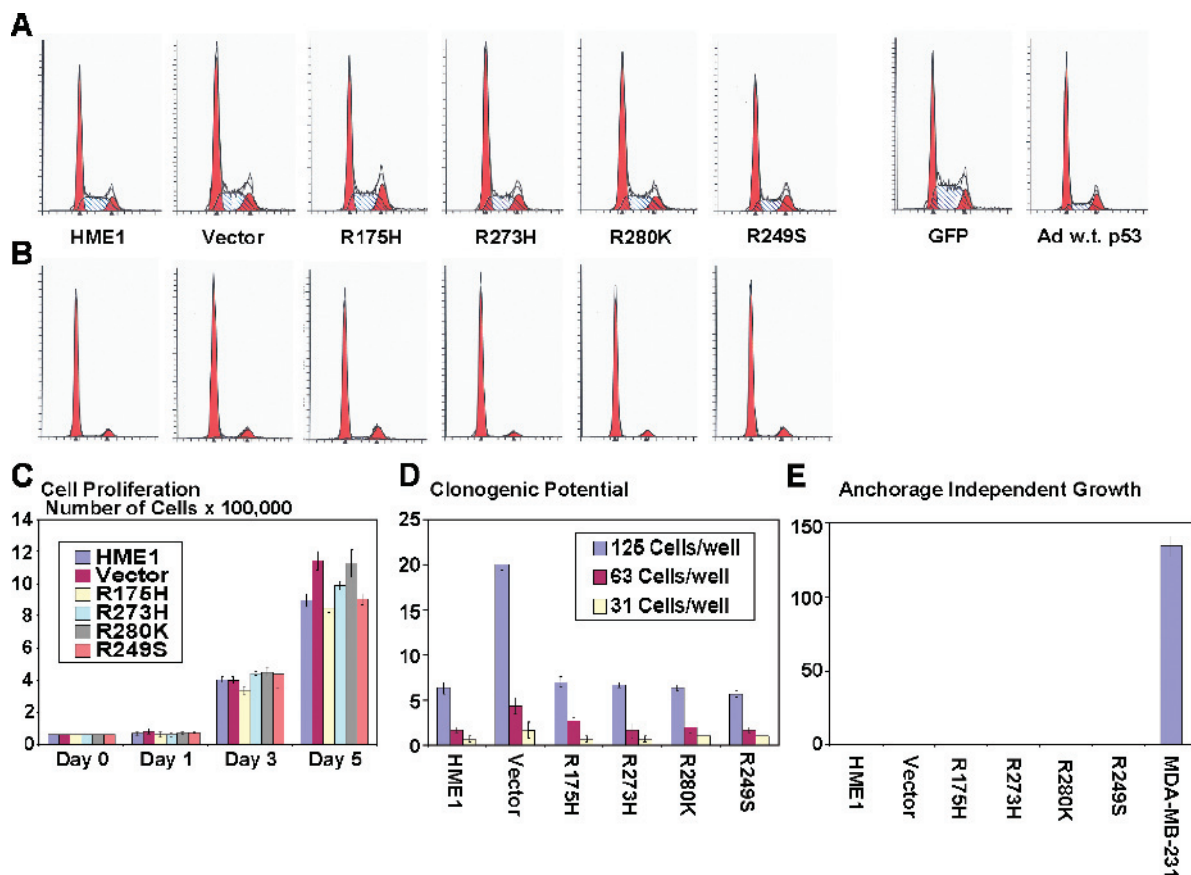 A
HME1
Vector
R175H
R273H
R280K
R249S
GFP
Ad w.t. p53
B
C
Cell Proliferation
Number of Cells x 100,000
14
12
10
8
6
4
2
0
HME1
Vector
R175H
R273H
R280K
R249S
Day 0
Day 1
Day 3
Day 5
D
Clonogenic Potential
25
20
15
10
5
0
125 Cells/well
63 Cells/well
31 Cells/well
HME1
Vector
R175H
R273H
R280K
R249S
E
Anchorage Independent Growth
150
100
50
0
HME1
Vector
R175H
R273H
R280K
R249S
MDA-MB-231